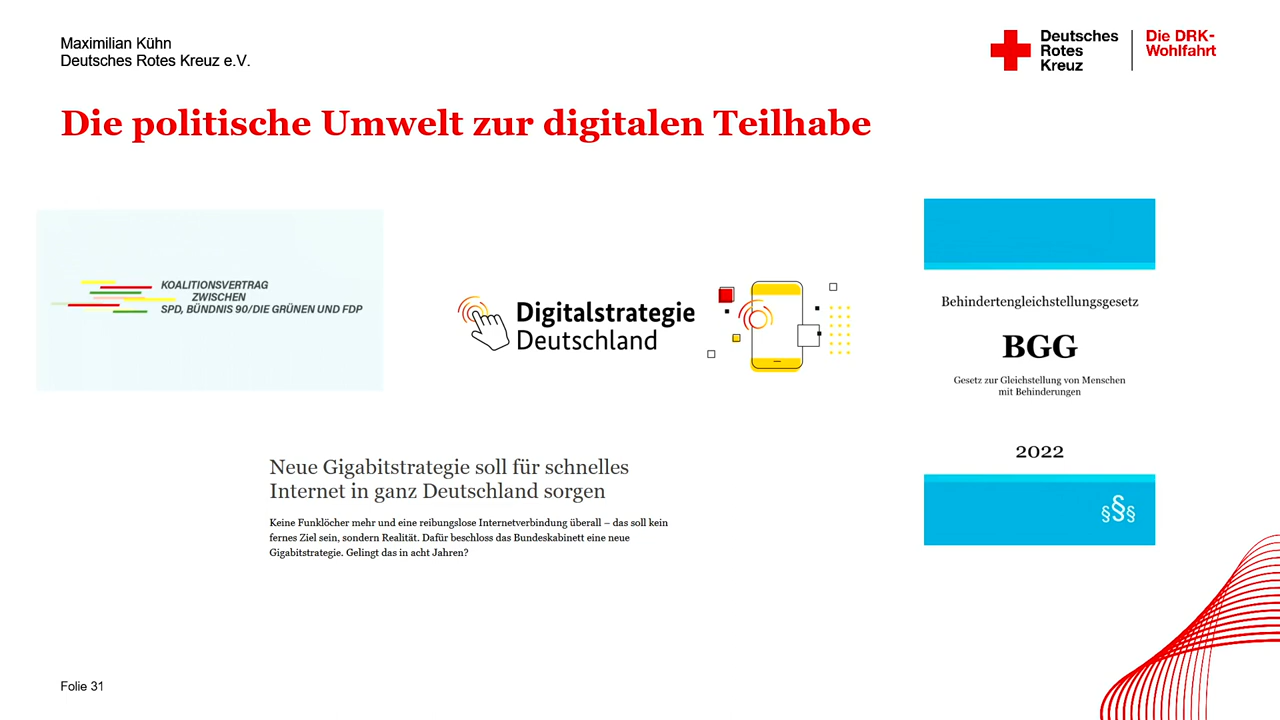 Maximilian Kühn
Deutsches Rotes Kreuz e.V.
Deutsches
Rotes
Kreuz
Die DRK-
Wohlfahrt
Die politische Umwelt zur digitalen Teilhabe
KOALITIONSVERTRAG
ZWISCHEN
SPD, BÜNDNIS 90/DIE GRÜNEN UND FDP
Digitalstrategie
Deutschland
Behindertengleichstellungsgesetz
BGG
Gesetz zur Gleichstellung von Menschen
mit Behinderungen
2022
§§§
Neue Gigabitstrategie soll für schnelles
Internet in ganz Deutschland sorgen
Keine Funklöcher mehr und eine reibungslose Internetverbindung überall – das soll kein
fernes Ziel sein, sondern Realität. Dafür beschloss das Bundeskabinett eine neue
Gigabitstrategie. Gelingt das in acht Jahren?
Folie 31